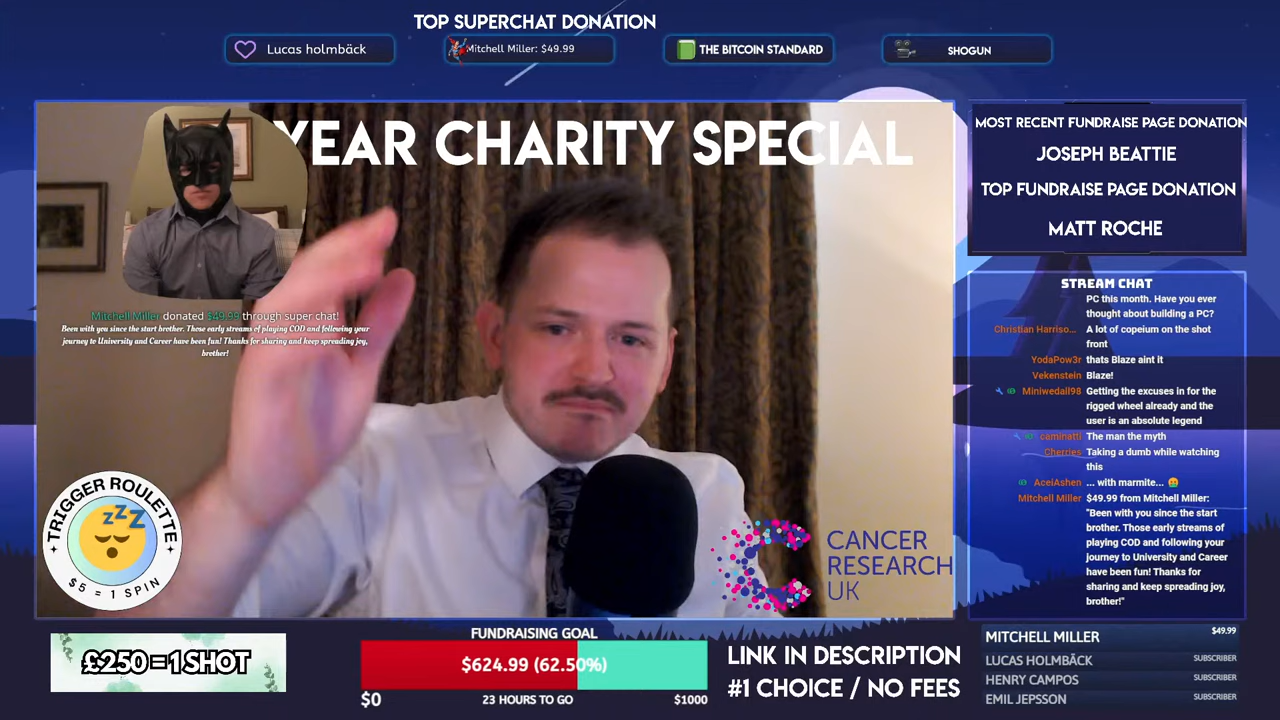 TOP SUPERCHAT DONATION
Lucas holmbäck
Mitchell Miller: $49.99
THE BITCOIN STANDARD
SHOGUN
YEAR CHARITY SPECIAL
Mitchell Miller donated $49.99 through super chat!
Been with you since the start brother. Those early streams of playing COD and following your
journey to University and Career have been fun! Thanks for sharing and keep spreading joy,
brother!
TRIGGER ROULETTE
zzZ
$5 = 1 SPIN
CANCER
RESEARCH
UK
MOST RECENT FUNDRAISE PAGE DONATION
JOSEPH BEATTIE
TOP FUNDRAISE PAGE DONATION
MATT ROCHE
STREAM CHAT
PC this month. Have you ever
thought about building a PC?
Christian Harriso... A lot of copeium on the shot
front
YodaPow3r thats Blaze aint it
Vekenstein Blaze!
Miniwedall98 Getting the excuses in for the
rigged wheel already and the
user is an absolute legend
caminatti The man the myth
Cherries Taking a dumb while watching
this
AceiAshen ... with marmite...
Mitchell Miller $49.99 from Mitchell Miller:
"Been with you since the start
brother. Those early streams of
playing COD and following your
journey to University and Career
have been fun! Thanks for
sharing and keep spreading joy,
brother!"
£250 = 1 SHOT
FUNDRAISING GOAL
$624.99 (62.50%)
$0
23 HOURS TO GO
$1000
LINK IN DESCRIPTION
#1 CHOICE / NO FEES
MITCHELL MILLER $49.99
LUCAS HOLMBÄCK SUBSCRIBER
HENRY CAMPOS SUBSCRIBER
EMIL JEPSSON SUBSCRIBER